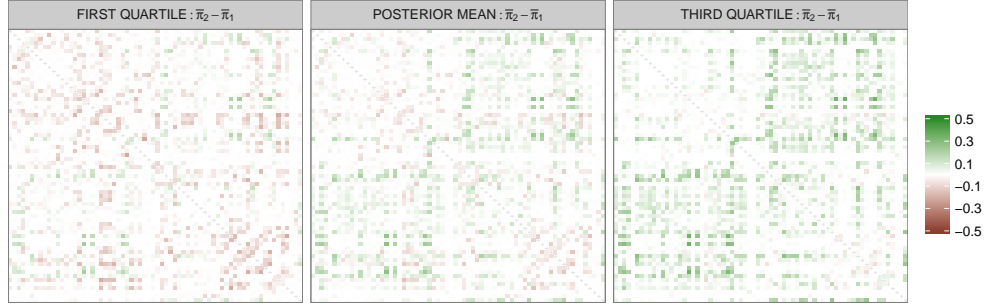 FIRST QUARTILE : π̅₂ − π̅₁
POSTERIOR MEAN : π̅₂ − π̅₁
THIRD QUARTILE : π̅₂ − π̅₁
0.5
0.3
0.1
−0.1
−0.3
−0.5